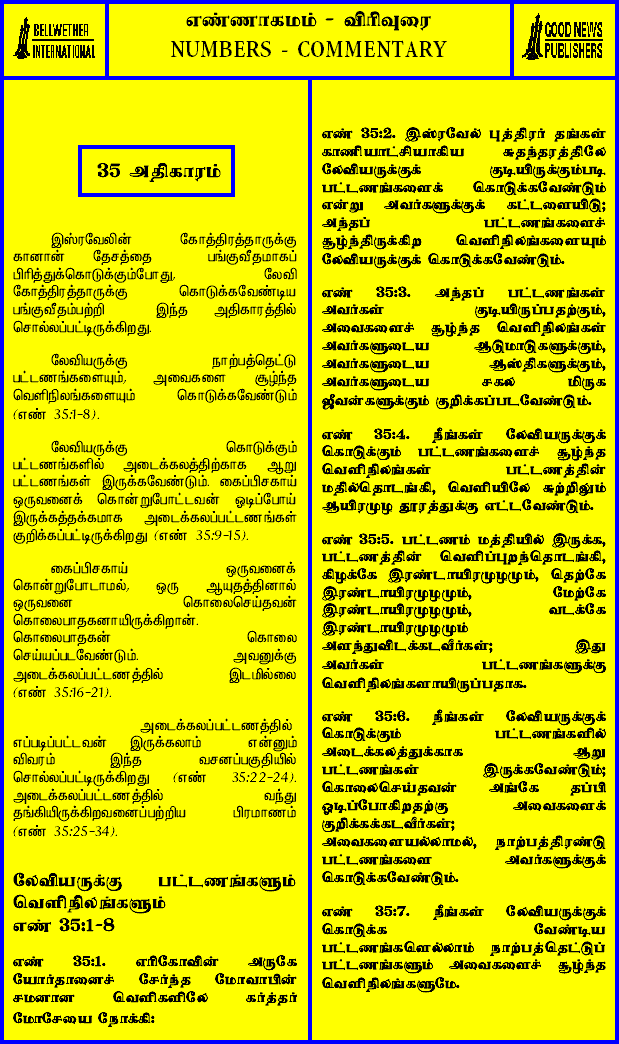 BELLWETHER
INTERNATIONAL
எண்ணாகமம் - விரிவுரை
NUMBERS - COMMENTARY
GOOD NEWS
PUBLISHERS
35 அதிகாரம்
இஸ்ரவேலின் கோத்திரத்தாருக்கு
கானான் தேசத்தை பங்குவீதமாகப்
பிரித்துக்கொடுக்கும்போது, லேவி
கோத்திரத்தாருக்கு கொடுக்கவேண்டிய
பங்குவீதம்பற்றி இந்த அதிகாரத்தில்
சொல்லப்பட்டிருக்கிறது.
லேவியருக்கு நாற்பத்தெட்டு
பட்டணங்களையும், அவைகளை சூழ்ந்த
வெளிநிலங்களையும் கொடுக்கவேண்டும்
(எண் 35:1-8).
லேவியருக்கு கொடுக்கும்
பட்டணங்களில் அடைக்கலத்திற்காக ஆறு
பட்டணங்கள் இருக்கவேண்டும். கைப்பிசகாய்
ஒருவனைக் கொன்றுபோட்டவன் ஓடிப்போய்
இருக்கத்தக்கமாக அடைக்கலப்பட்டணங்கள்
குறிக்கப்பட்டிருக்கிறது (எண் 35:9-15).
கைப்பிசகாய் ஒருவனைக்
கொன்றுபோடாமல், ஒரு ஆயுதத்தினால்
ஒருவனை கொலைசெய்தவன்
கொலைபாதகனாயிருக்கிறான்.
கொலைபாதகன் கொலை
செய்யப்படவேண்டும். அவனுக்கு
அடைக்கலப்பட்டணத்தில் இடமில்லை
(எண் 35:16-21).
அடைக்கலப்பட்டணத்தில்
எப்படிப்பட்டவன் இருக்கலாம் என்னும்
விவரம் இந்த வசனப்பகுதியில்
சொல்லப்பட்டிருக்கிறது (எண் 35:22-24).
அடைக்கலப்பட்டணத்தில் வந்து
தங்கியிருக்கிறவனைப்பற்றிய பிரமாணம்
(எண் 35:25-34).
லேவியருக்கு பட்டணங்களும்
வெளிநிலங்களும்
எண் 35:1-8
எண் 35:1. எரிகோவின் அருகே
யோர்தானைச் சேர்ந்த மோவாபின்
சமனான வெளிகளிலே கர்த்தர்
மோசேயை நோக்கி:
எண் 35:2. இஸ்ரவேல் புத்திரர் தங்கள்
காணியாட்சியாகிய சுதந்தரத்திலே
லேவியருக்குக் குடியிருக்கும்படி
பட்டணங்களைக் கொடுக்கவேண்டும்
என்று அவர்களுக்குக் கட்டளையிடு;
அந்தப் பட்டணங்களைச்
சூழ்ந்திருக்கிற வெளிநிலங்களையும்
லேவியருக்குக் கொடுக்கவேண்டும்.
எண் 35:3. அந்தப் பட்டணங்கள்
அவர்கள் குடியிருப்பதற்கும்,
அவைகளைச் சூழ்ந்த வெளிநிலங்கள்
அவர்களுடைய ஆடுமாடுகளுக்கும்,
அவர்களுடைய ஆஸ்திகளுக்கும்,
அவர்களுடைய சகல மிருக
ஜீவன்களுக்கும் குறிக்கப்படவேண்டும்.
எண் 35:4. நீங்கள் லேவியருக்குக்
கொடுக்கும் பட்டணங்களைச் சூழ்ந்த
வெளிநிலங்கள் பட்டணத்தின்
மதில்தொடங்கி, வெளியிலே சுற்றிலும்
ஆயிரமுழ தூரத்துக்கு எட்டவேண்டும்.
எண் 35:5. பட்டணம் மத்தியில் இருக்க,
பட்டணத்தின் வெளிப்புறந்தொடங்கி,
கிழக்கே இரண்டாயிரமுழமும், தெற்கே
இரண்டாயிரமுழமும், மேற்கே
இரண்டாயிரமுழமும், வடக்கே
இரண்டாயிரமுழமும்
அளந்துவிடக்கடவீர்கள்; இது
அவர்கள் பட்டணங்களுக்கு
வெளிநிலங்களாயிருப்பதாக.
எண் 35:6. நீங்கள் லேவியருக்குக்
கொடுக்கும் பட்டணங்களில்
அடைக்கலத்துக்காக ஆறு
பட்டணங்கள் இருக்கவேண்டும்;
கொலைசெய்தவன் அங்கே தப்பி
ஓடிப்போகிறதற்கு அவைகளைக்
குறிக்கக்கடவீர்கள்;
அவைகளையல்லாமல், நாற்பத்திரண்டு
பட்டணங்களை அவர்களுக்குக்
கொடுக்கவேண்டும்.
எண் 35:7. நீங்கள் லேவியருக்குக்
கொடுக்க வேண்டிய
பட்டணங்களெல்லாம் நாற்பத்தெட்டுப்
பட்டணங்களும் அவைகளைச் சூழ்ந்த
வெளிநிலங்களுமே.